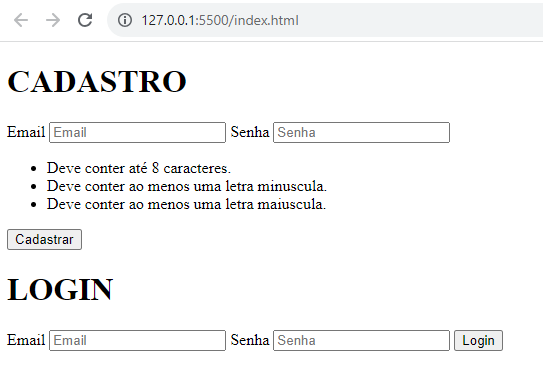 127.0.0.1:5500/index.html
CADASTRO
Email Email Senha Senha
Deve conter até 8 caracteres.
Deve conter ao menos uma letra minuscula.
Deve conter ao menos uma letra maiuscula.
Cadastrar
LOGIN
Email Email Senha Senha Login